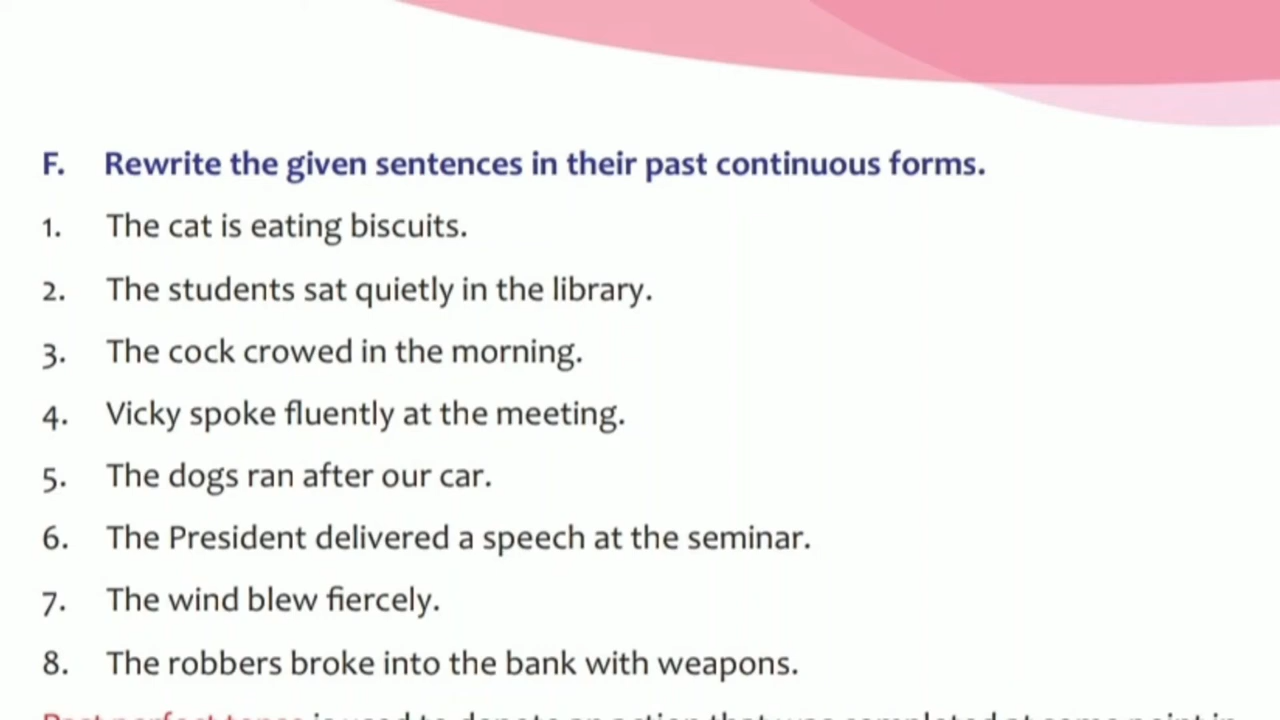 F. Rewrite the given sentences in their past continuous forms.
1. The cat is eating biscuits.
2. The students sat quietly in the library.
3. The cock crowed in the morning.
4. Vicky spoke fluently at the meeting.
5. The dogs ran after our car.
6. The President delivered a speech at the seminar.
7. The wind blew fiercely.
8. The robbers broke into the bank with weapons.